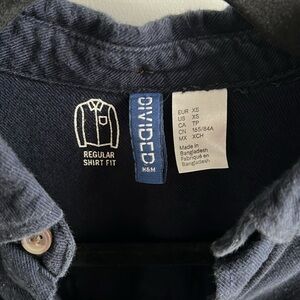 REGULAR
SHIRT FIT
DIVIDED
H&M
EUR XS
US XS
CA TP
CN 165/84A
MX XCH
Made in
Bangladesh
Fabriqué en
Bangladesh